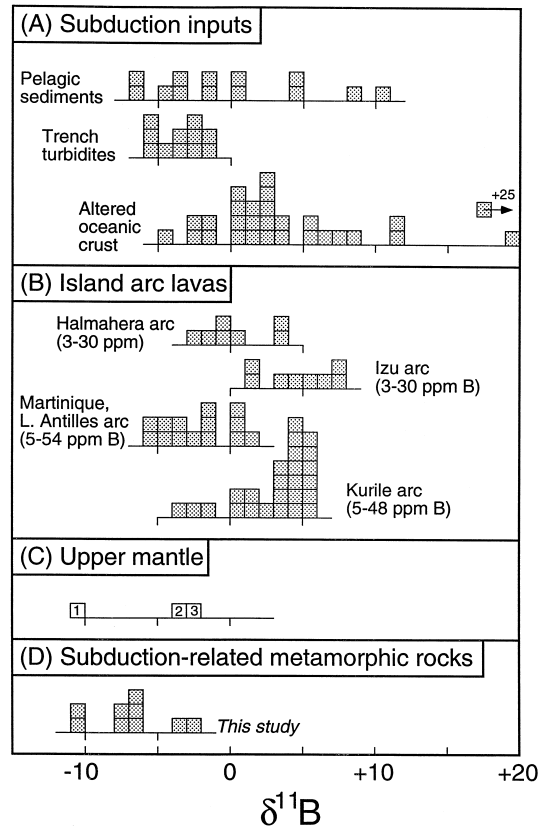 (A) Subduction inputs
Pelagic
sediments
Trench
turbidites
+25
Altered
oceanic
crust
(B) Island arc lavas
Halmahera arc
(3-30 ppm)
Izu arc
(3-30 ppm B)
Martinique,
L. Antilles arc
(5-54 ppm B)
Kurile arc
(5-48 ppm B)
(C) Upper mantle
1 2 3
(D) Subduction-related metamorphic rocks
This study
-10 0 +10 +20
δ¹¹B